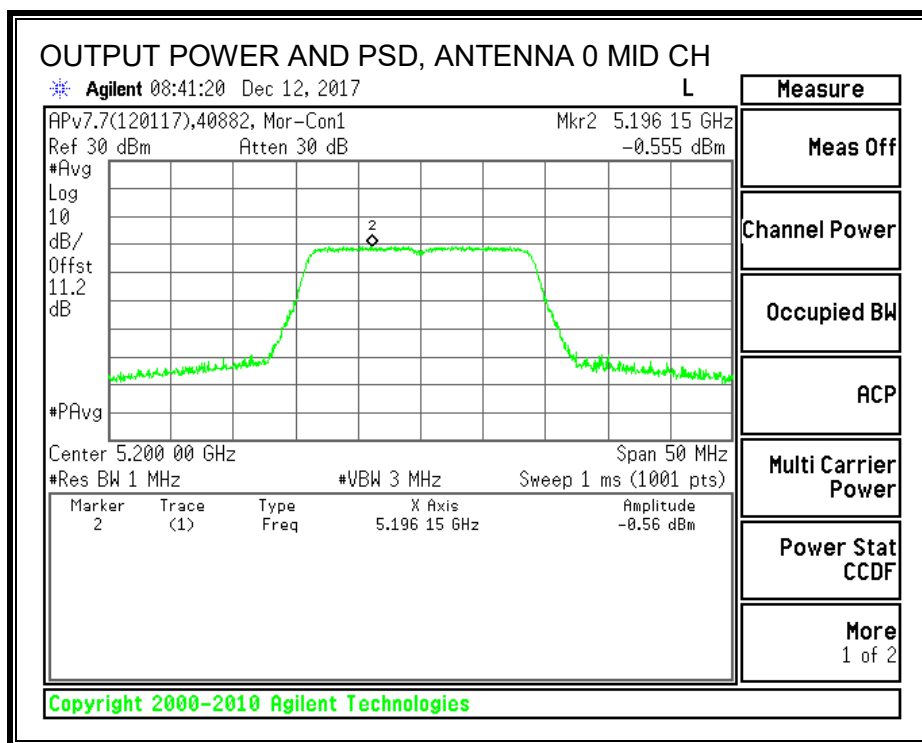 OUTPUT POWER AND PSD, ANTENNA 0 MID CH
Agilent 08:41:20 Dec 12, 2017 L
APv7.7(120117),40882, Mor-Con1 Mkr2 5.196 15 GHz
Ref 30 dBm Atten 30 dB -0.555 dBm
#Avg
Log
10
dB/
Offst
11.2
dB
2
#PAvg
Center 5.200 00 GHz Span 50 MHz
#Res BW 1 MHz #VBW 3 MHz Sweep 1 ms (1001 pts)
Marker Trace Type X Axis Amplitude
2 (1) Freq 5.196 15 GHz -0.56 dBm
Measure
Meas Off
Channel Power
Occupied BW
ACP
Multi Carrier
Power
Power Stat
CCDF
More
1 of 2
Copyright 2000-2010 Agilent Technologies